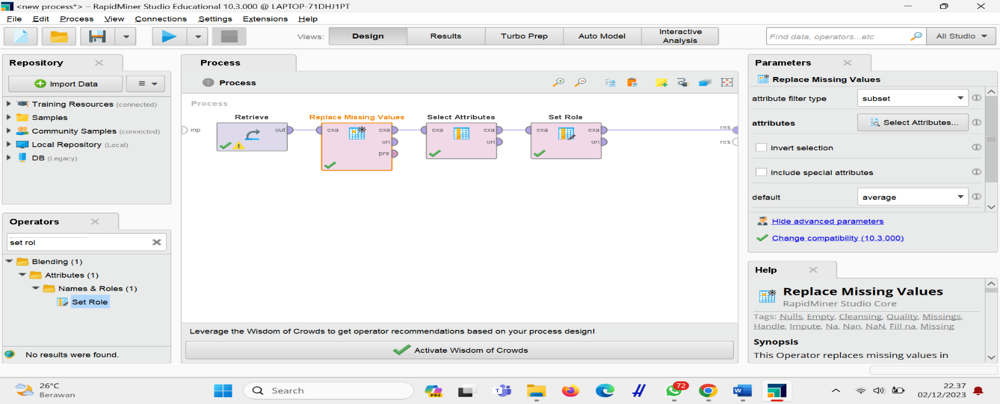 <new process*> – RapidMiner Studio Educational 10.3.000 @ LAPTOP-71DHJ1PT
File Edit Process View Connections Settings Extensions Help
Views: Design Results Turbo Prep Auto Model Interactive Analysis
Find data, operators...etc All Studio
Repository
Import Data
Training Resources (connected)
Samples
Community Samples (connected)
Local Repository (Local)
DB (Legacy)
Operators
set rol
Blending (1)
Attributes (1)
Names & Roles (1)
Set Role
No results were found.
Process
Process
Process
inp
Retrieve
out
Replace Missing Values
exa exa
ori
pre
Select Attributes
exa exa
ori
Set Role
exa exa
ori
res
res
Leverage the Wisdom of Crowds to get operator recommendations based on your process design!
Activate Wisdom of Crowds
Parameters
Replace Missing Values
attribute filter type subset
attributes Select Attributes...
invert selection
include special attributes
default average
Hide advanced parameters
Change compatibility (10.3.000)
Help
Replace Missing Values
RapidMiner Studio Core
Tags: Nulls, Empty, Cleansing, Quality, Missings,
Handle, Impute, Na, Nan, NaN, Fill na, Missing
Synopsis
This Operator replaces missing values in
26°C
Berawan
Search
PRE
72
W
22.37
02/12/2023